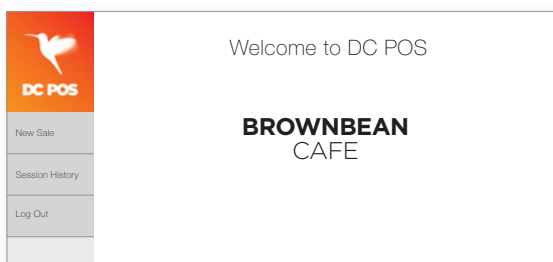 DC POS
New Sale
Session History
Log Out
Welcome to DC POS
BROWNBEAN
CAFE